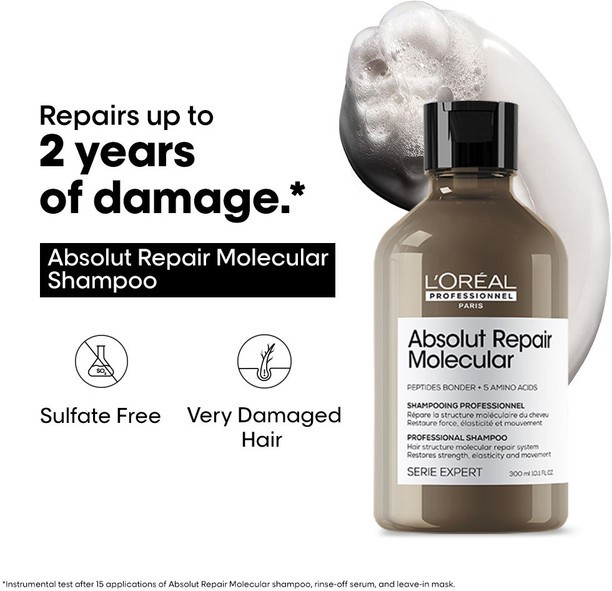 Repairs up to
2 years
of damage.*
Absolut Repair Molecular
Shampoo
SO₄
Sulfate Free
Very Damaged
Hair
L'ORÉAL
PROFESSIONNEL
PARIS
Absolut Repair
Molecular
PEPTIDES BONDER + 5 AMINO ACIDS
SHAMPOOING PROFESSIONNEL
Répare la structure moléculaire du cheveu
Restaure force, élasticité et mouvement
PROFESSIONAL SHAMPOO
Hair structure molecular repair system
Restores strength, elasticity and movement
SERIE EXPERT
300 ml 10.1 FL OZ
*Instrumental test after 15 applications of Absolut Repair Molecular shampoo, rinse-off serum, and leave-in mask.